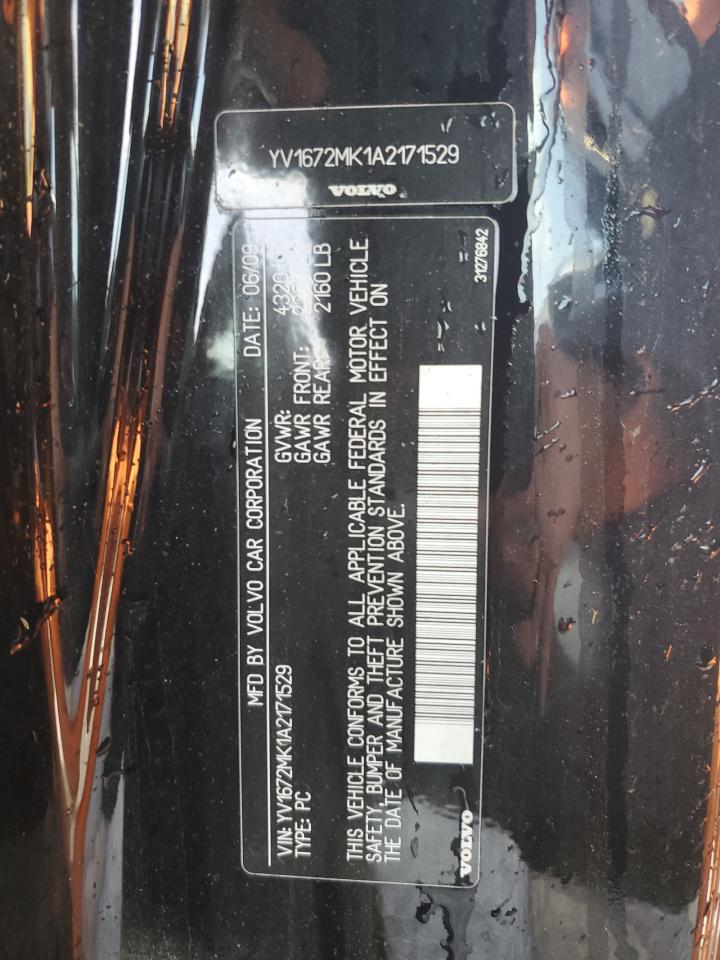 YV1672MK1A2171529
VOLVO
MFD BY VOLVO CAR CORPORATION DATE: 06/09
VIN: YV1672MK1A2171529 GVWR: 4320
TYPE: PC GAWR FRONT:
GAWR REAR: 2160 LB
THIS VEHICLE CONFORMS TO ALL APPLICABLE FEDERAL MOTOR VEHICLE
SAFETY, BUMPER AND THEFT PREVENTION STANDARDS IN EFFECT ON
THE DATE OF MANUFACTURE SHOWN ABOVE.
VOLVO
31276842